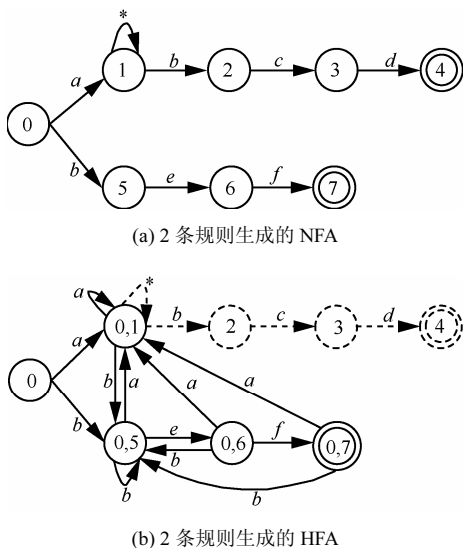 *
1 b 2 c 3 d 4
a
0
b
5 e 6 f 7
(a) 2 条规则生成的 NFA
a *
0,1 b 2 c 3 d 4
a
0 b a a a
b
0,5 e 0,6 f 0,7
b
b b
(b) 2 条规则生成的 HFA